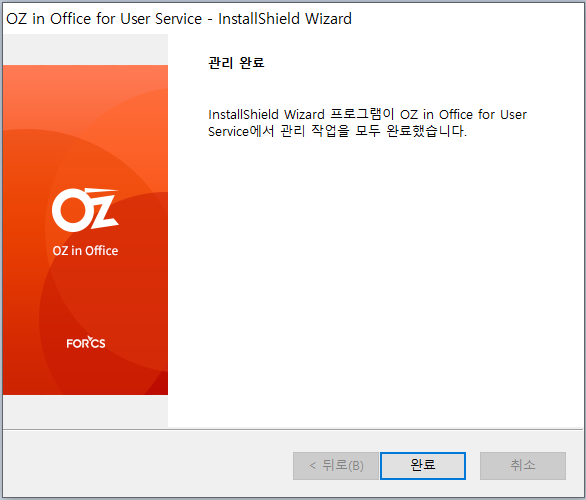 OZ in Office for User Service - InstallShield Wizard
관리 완료
InstallShield Wizard 프로그램이 OZ in Office for User
Service에서 관리 작업을 모두 완료했습니다.
OZ
OZ in Office
FORCS
< 뒤로(B)
완료
취소